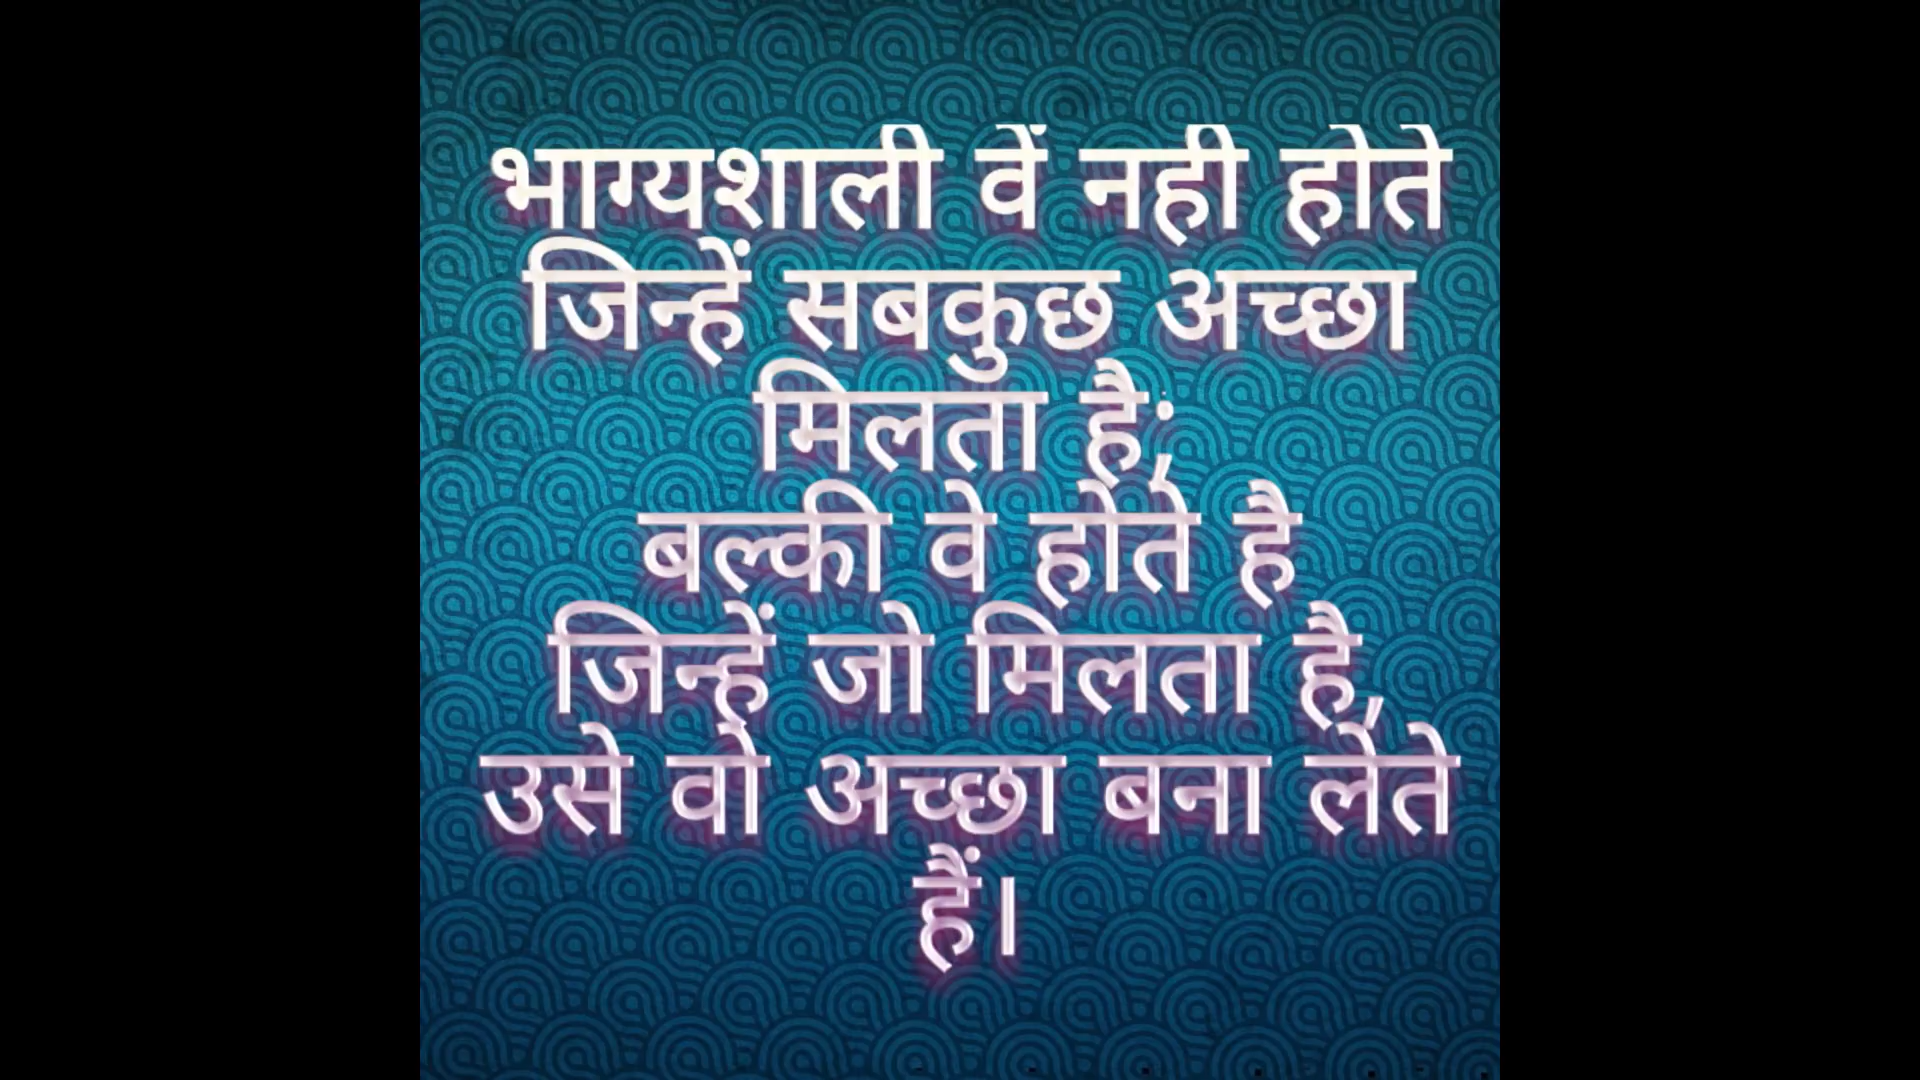 भाग्यशाली वें नही होते
जिन्हें सबकुछ अच्छा
मिलता है;
बल्की वे होते है
जिन्हें जो मिलता है,
उसे वो अच्छा बना लेते
हैं।